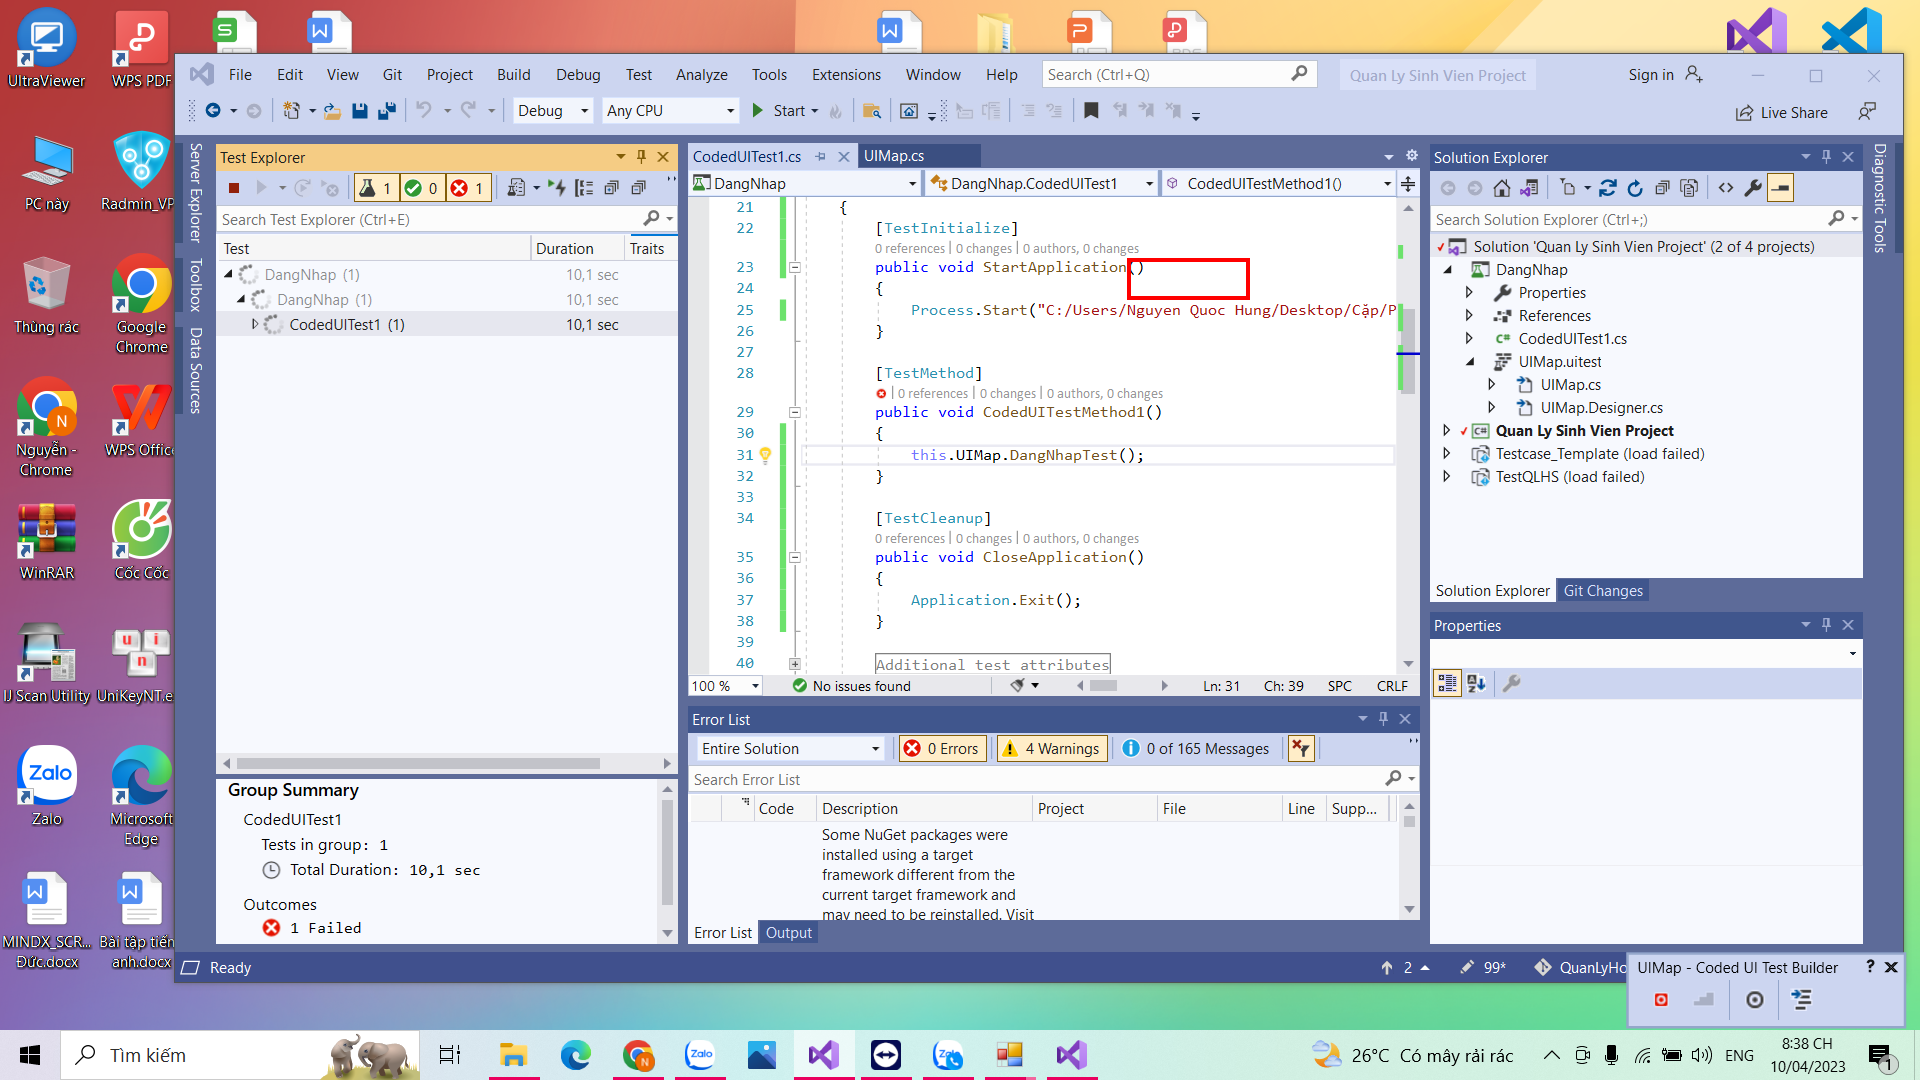 UltraViewer
WPS PDF
PC này
Radmin_VP
Thùng rác
Google
Chrome
Nguyễn -
Chrome
WPS Office
WinRAR
Cốc Cốc
IJ Scan Utility
UniKeyNT.e
Zalo
Microsoft
Edge
MINDX_SCR...
Đức.docx
Bài tập tiến
anh.docx
File Edit View Git Project Build Debug Test Analyze Tools Extensions Window Help Search (Ctrl+Q) Quan Ly Sinh Vien Project Sign in
Debug Any CPU Start Live Share
Server Explorer
Toolbox
Data Sources
Test Explorer
1 0 1
Search Test Explorer (Ctrl+E)
Test Duration Traits
DangNhap (1) 10,1 sec
DangNhap (1) 10,1 sec
CodedUITest1 (1) 10,1 sec
Group Summary
CodedUITest1
Tests in group: 1
Total Duration: 10,1 sec
Outcomes
1 Failed
CodedUITest1.cs UIMap.cs
DangNhap DangNhap.CodedUITest1 CodedUITestMethod1()
21 {
22 [TestInitialize]
0 references | 0 changes | 0 authors, 0 changes
23 public void StartApplication()
24 {
25 Process.Start("C:/Users/Nguyen Quoc Hung/Desktop/Cặp/P
26 }
27
28 [TestMethod]
| 0 references | 0 changes | 0 authors, 0 changes
29 public void CodedUITestMethod1()
30 {
31 this.UIMap.DangNhapTest();
32 }
33
34 [TestCleanup]
0 references | 0 changes | 0 authors, 0 changes
35 public void CloseApplication()
36 {
37 Application.Exit();
38 }
39
40 Additional test attributes
100 % No issues found Ln: 31 Ch: 39 SPC CRLF
Error List
Entire Solution 0 Errors 4 Warnings 0 of 165 Messages
Search Error List
Code Description Project File Line Supp...
Some NuGet packages were
installed using a target
framework different from the
current target framework and
may need to be reinstalled. Visit
Error List Output
Solution Explorer
Search Solution Explorer (Ctrl+;)
Solution 'Quan Ly Sinh Vien Project' (2 of 4 projects)
DangNhap
Properties
References
CodedUITest1.cs
UIMap.uitest
UIMap.cs
UIMap.Designer.cs
Quan Ly Sinh Vien Project
Testcase_Template (load failed)
TestQLHS (load failed)
Solution Explorer Git Changes
Properties
Diagnostic Tools
Ready 2 99* QuanLyHo
UIMap - Coded UI Test Builder
Tìm kiếm
26°C Có mây rải rác ENG
8:38 CH
10/04/2023
1